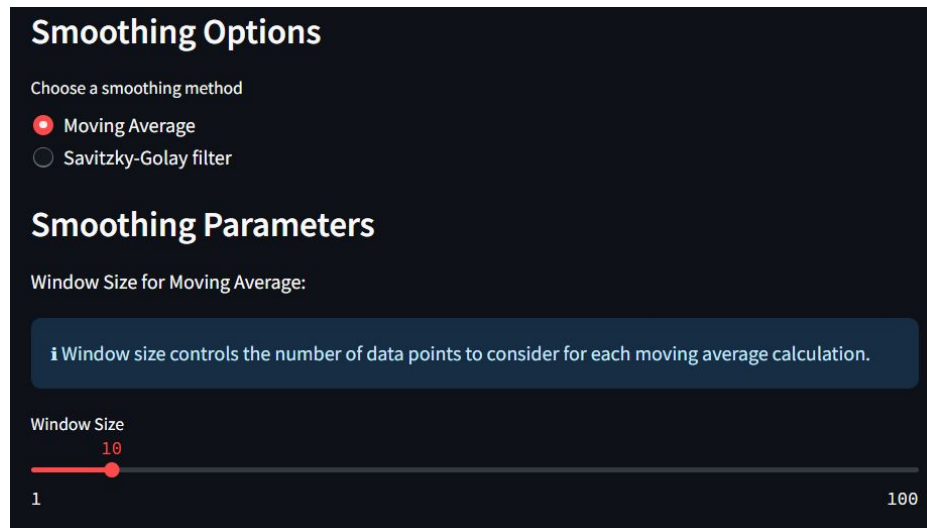 Smoothing Options
Choose a smoothing method
Moving Average
Savitzky-Golay filter
Smoothing Parameters
Window Size for Moving Average:
ℹ Window size controls the number of data points to consider for each moving average calculation.
Window Size
10
1 100